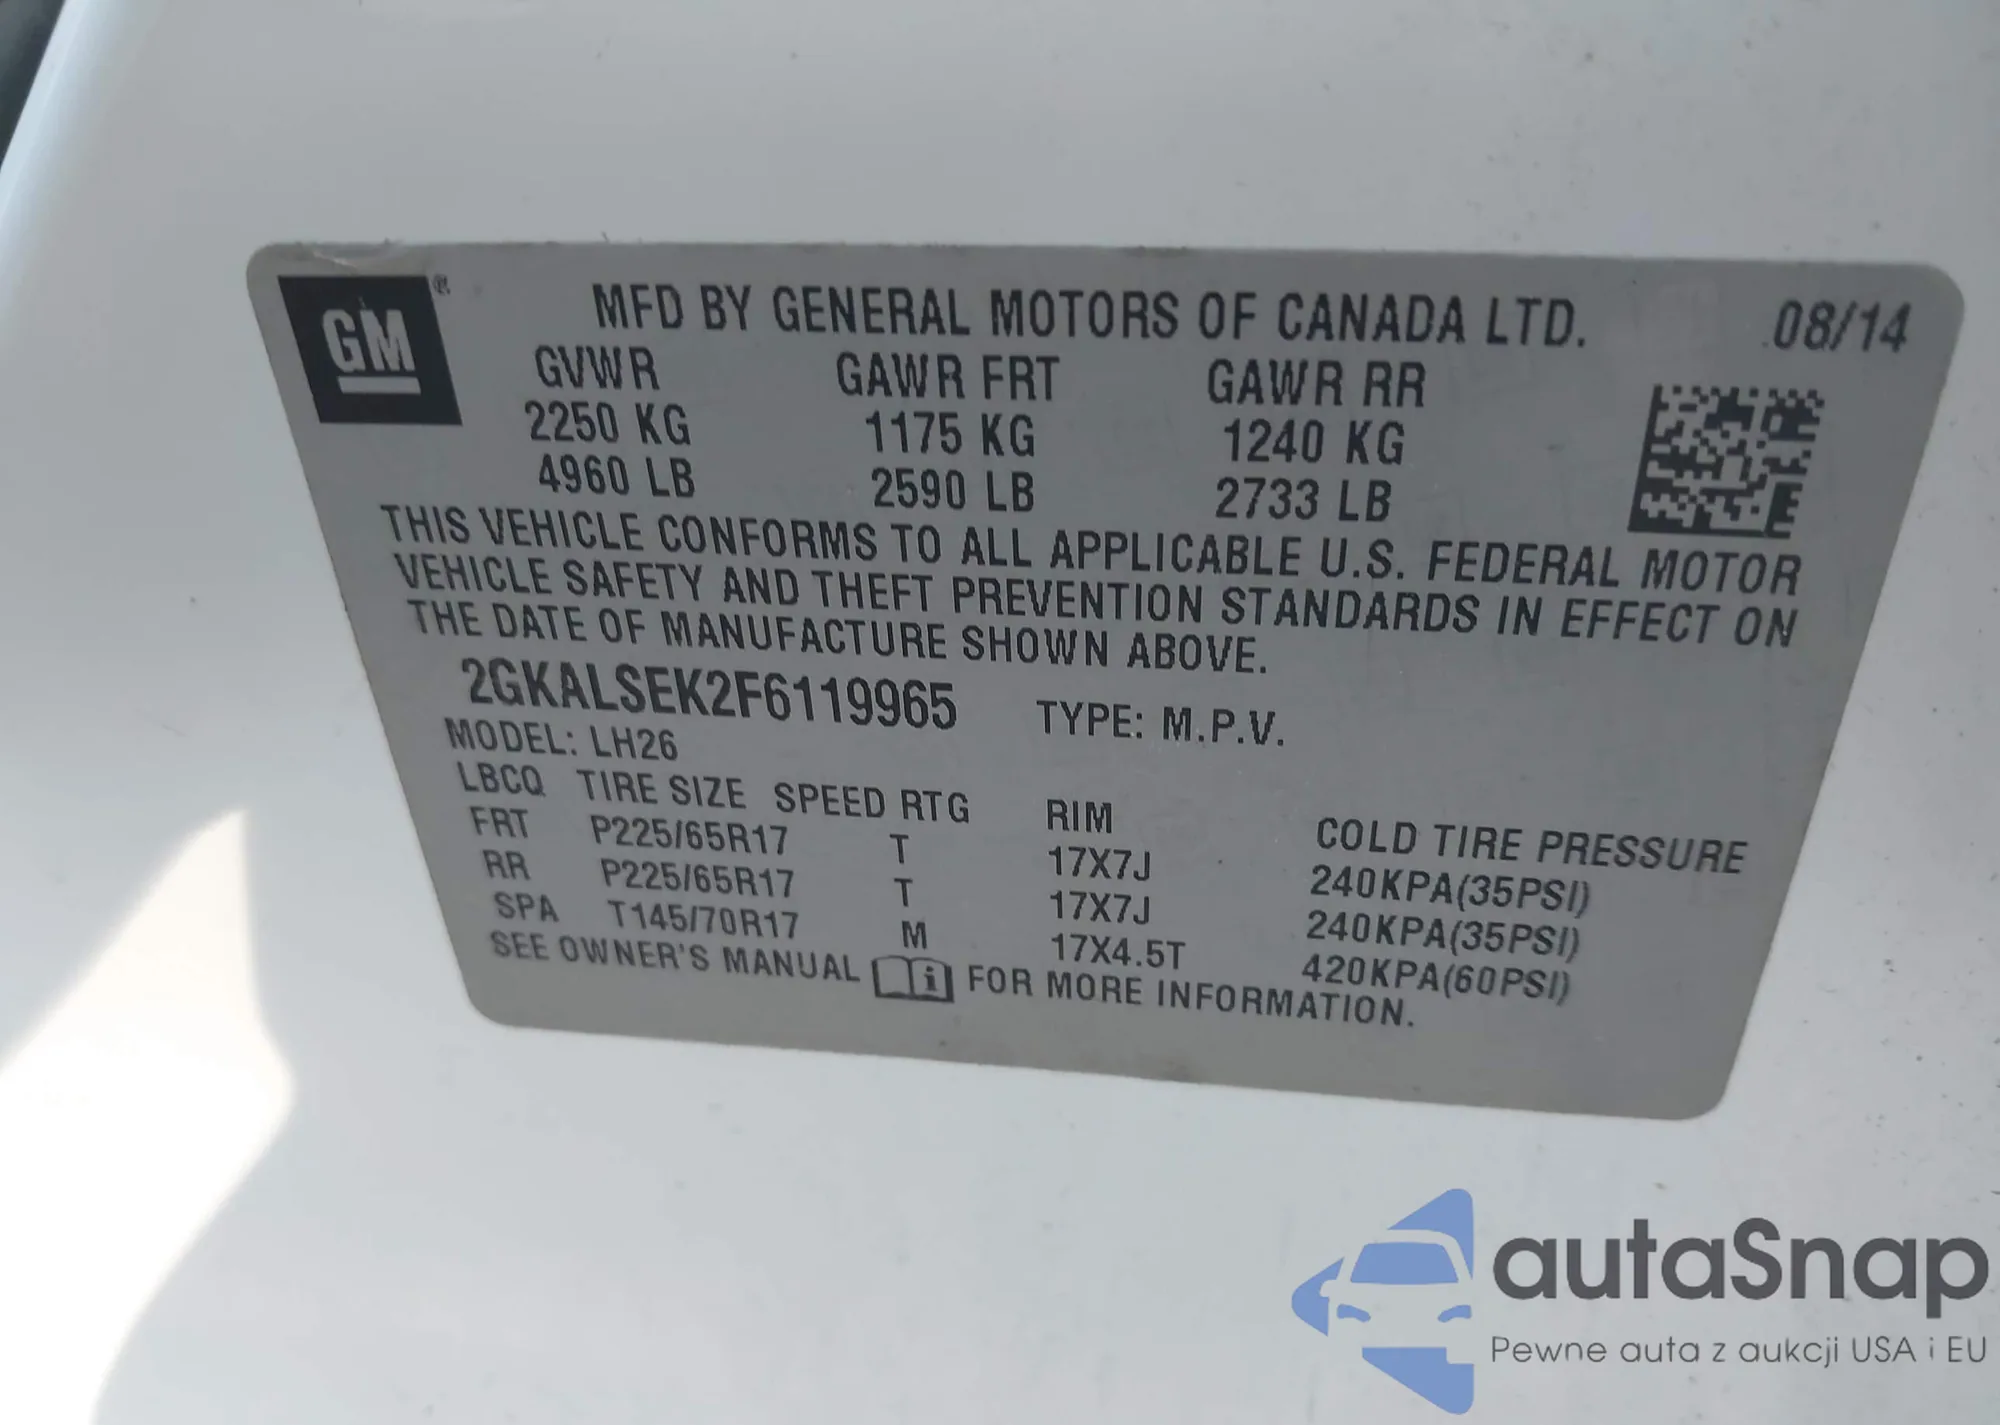 GM ®
MFD BY GENERAL MOTORS OF CANADA LTD. 08/14
GVWR GAWR FRT GAWR RR
2250 KG 1175 KG 1240 KG
4960 LB 2590 LB 2733 LB
THIS VEHICLE CONFORMS TO ALL APPLICABLE U.S. FEDERAL MOTOR
VEHICLE SAFETY AND THEFT PREVENTION STANDARDS IN EFFECT ON
THE DATE OF MANUFACTURE SHOWN ABOVE.
2GKALSEK2F6119965 TYPE: M.P.V.
MODEL: LH26
LBCQ TIRE SIZE SPEED RTG RIM COLD TIRE PRESSURE
FRT P225/65R17 T 17X7J 240KPA(35PSI)
RR P225/65R17 T 17X7J 240KPA(35PSI)
SPA T145/70R17 M 17X4.5T 420KPA(60PSI)
SEE OWNER'S MANUAL i FOR MORE INFORMATION.
autaSnap
Pewne auta z aukcji USA i EU